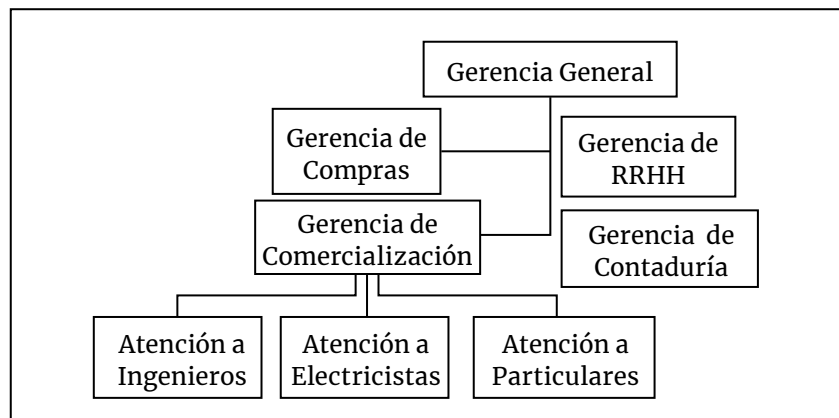 Gerencia General
Gerencia de
Compras
Gerencia de
RRHH
Gerencia de
Comercialización
Gerencia de
Contaduría
Atención a
Ingenieros
Atención a
Electricistas
Atención a
Particulares